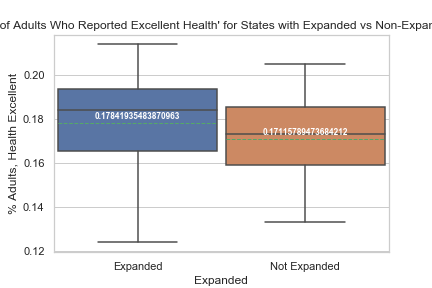 of Adults Who Reported Excellent Health' for States with Expanded vs Non-Expan
% Adults, Health Excellent
0.20
0.18
0.16
0.14
0.12
0.17841935483870963
0.17115789473684212
Expanded
Not Expanded
Expanded